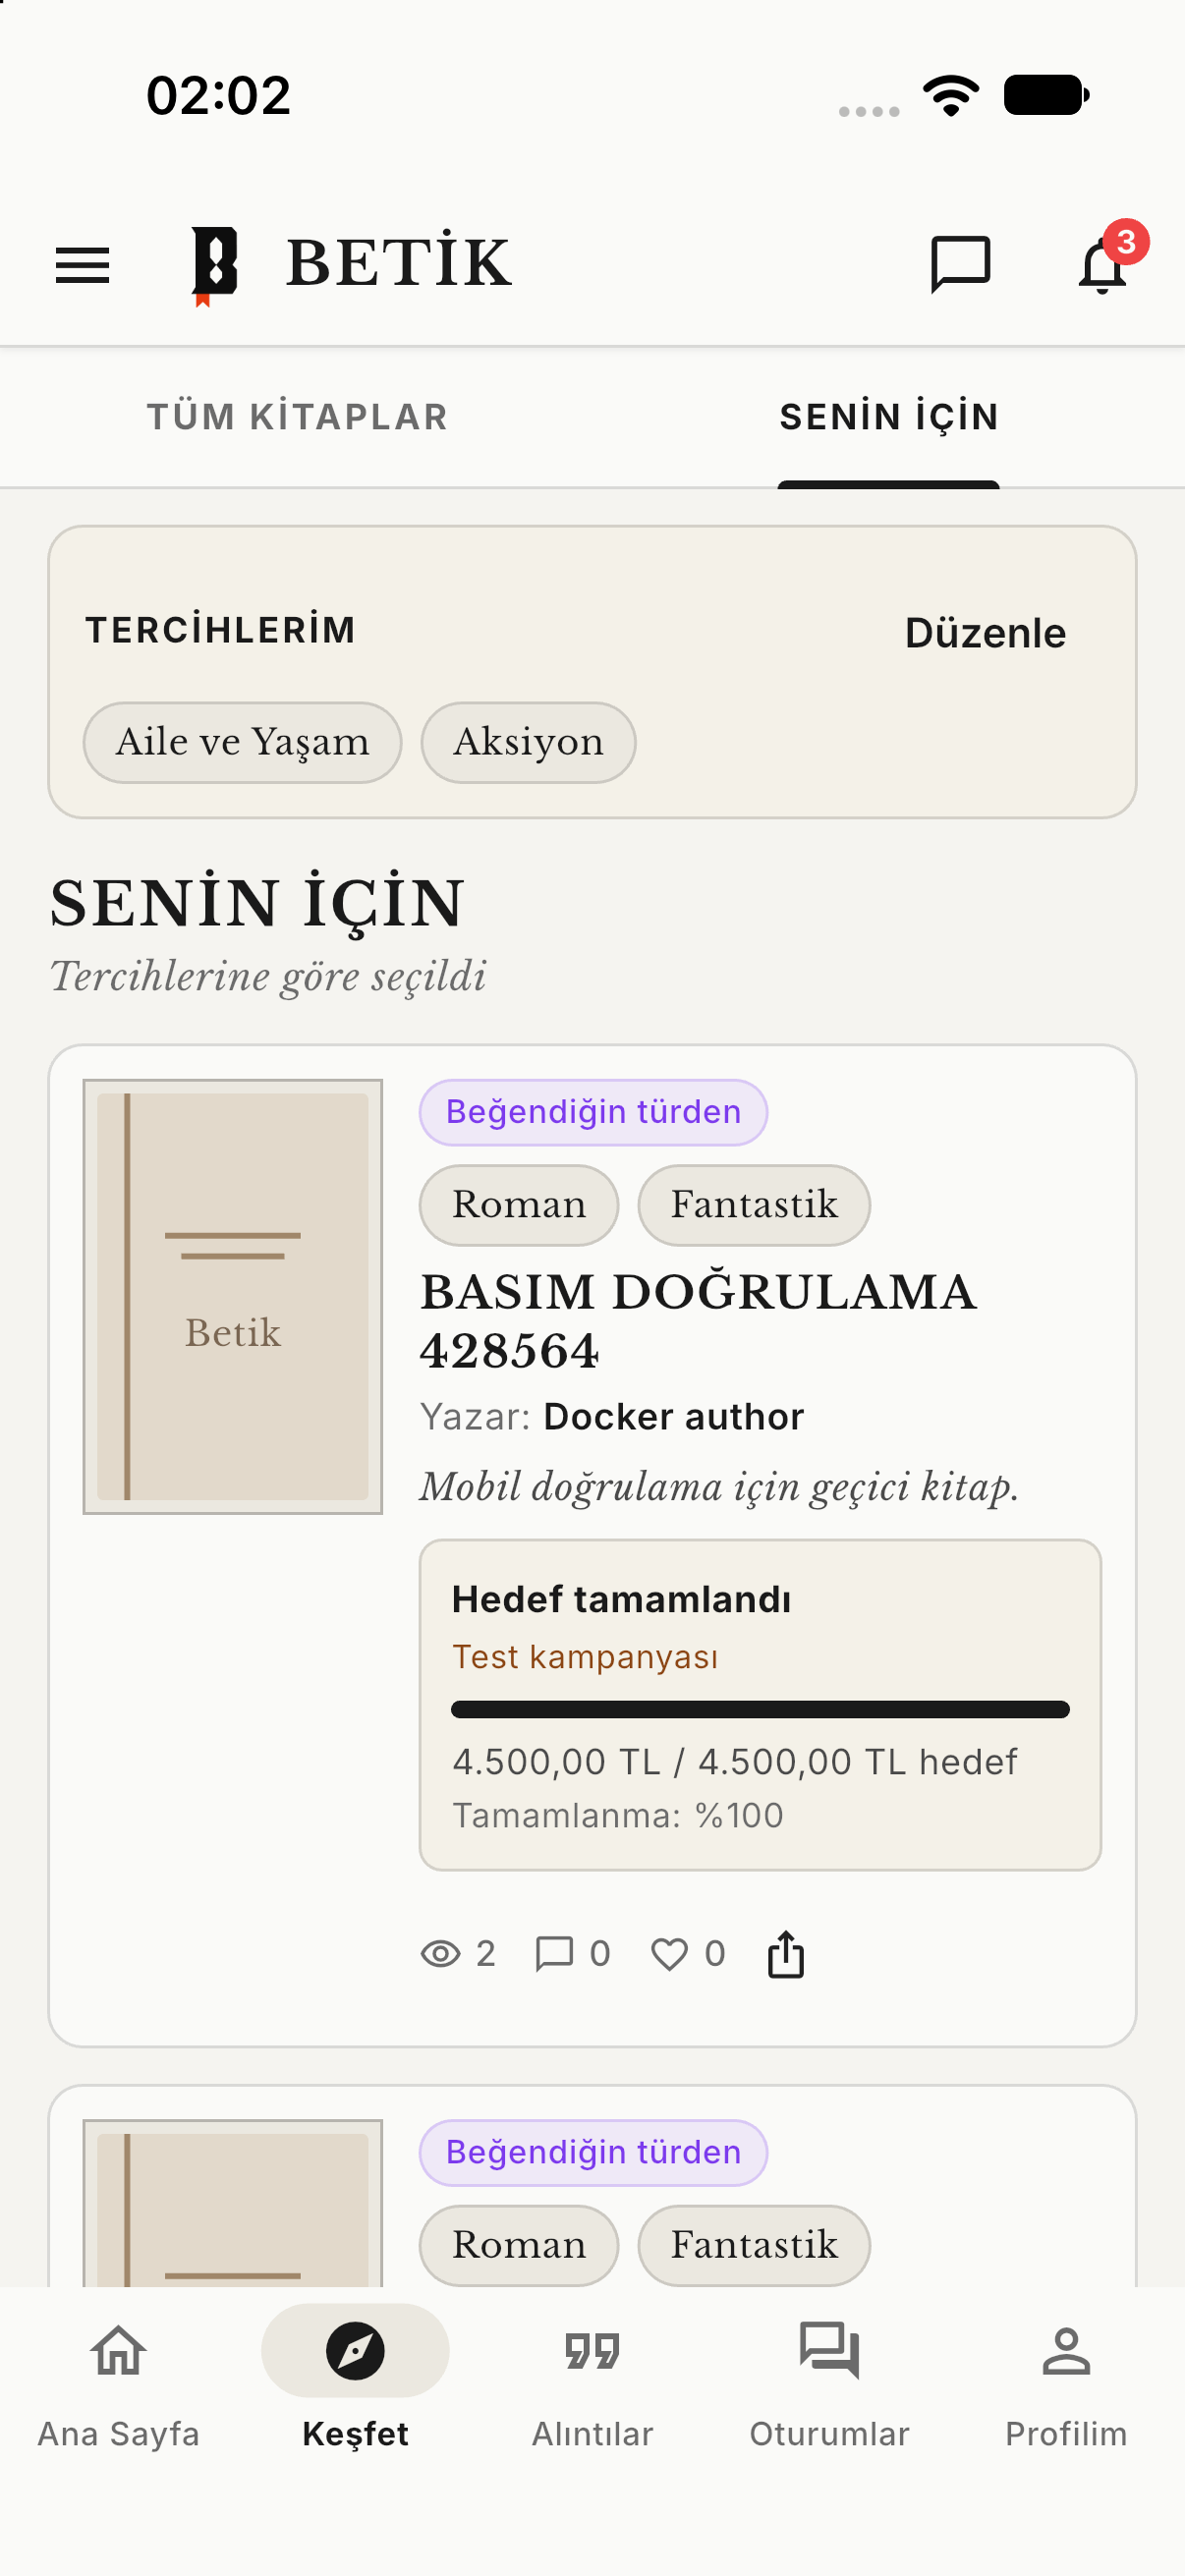 02:02
BETİK
3
TÜM KİTAPLAR
SENİN İÇİN
TERCİHLERİM
Düzenle
Aile ve Yaşam
Aksiyon
SENİN İÇİN
Tercihlerine göre seçildi
Betik
Beğendiğin türden
Roman
Fantastik
BASIM DOĞRULAMA
428564
Yazar: Docker author
Mobil doğrulama için geçici kitap.
Hedef tamamlandı
Test kampanyası
4.500,00 TL / 4.500,00 TL hedef
Tamamlanma: %100
2
0
0
Beğendiğin türden
Roman
Fantastik
Ana Sayfa
Keşfet
Alıntılar
Oturumlar
Profilim